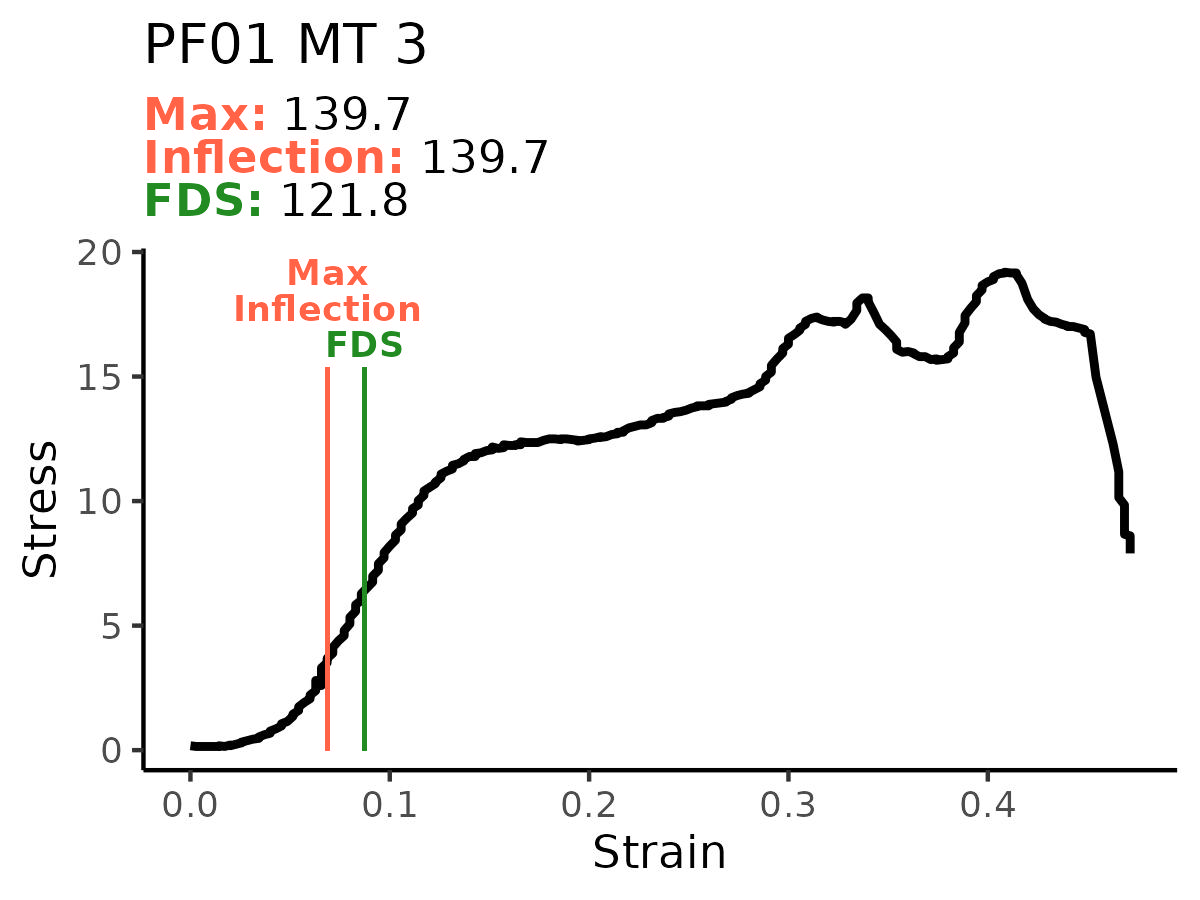 PF01 MT 3
Max: 139.7
Inflection: 139.7
FDS: 121.8
Max
Inflection
FDS
20
15
10
5
0
Stress
0.0 0.1 0.2 0.3 0.4
Strain